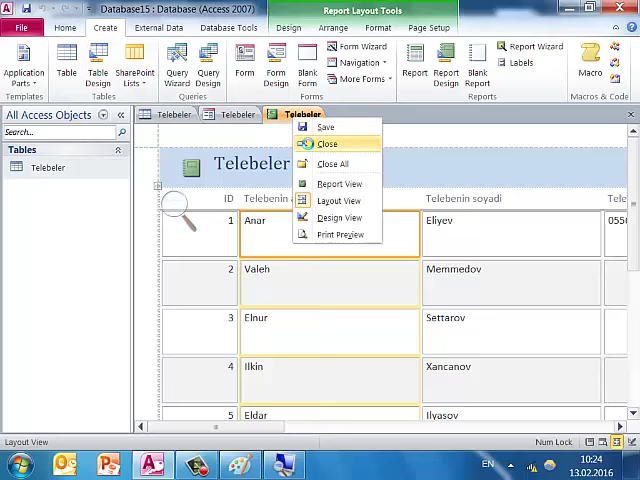 Database15 : Database (Access 2007)
Report Layout Tools
File
Home
Create
External Data
Database Tools
Design
Arrange
Format
Page Setup
Application Parts
Table
Table Design
SharePoint Lists
Query Wizard
Query Design
Form
Form Design
Blank Form
Form Wizard
Navigation
More Forms
Report
Report Design
Blank Report
Report Wizard
Labels
Macro
Templates
Tables
Queries
Forms
Reports
Macros & Code
All Access Objects
Search...
Tables
Telebeler
Telebeler
Telebeler
Telebeler
Save
Close
Close All
Report View
Layout View
Design View
Print Preview
Telebeler
ID
Telebenin a
Telebenin soyadi
Tele
1
Anar
Eliyev
055
2
Valeh
Memmedov
3
Elnur
Settarov
4
Ilkin
Xancanov
5
Eldar
Ilyasov
Layout View
Num Lock
EN
10:24
13.02.2016